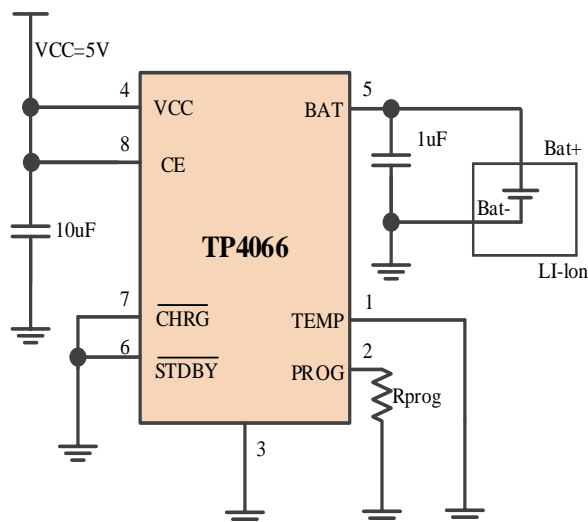 VCC=5V
4
VCC
8
CE
10uF
TP4066
7
CHRG
6
STDBY
3
5
BAT
1uF
Bat+
Bat-
LI-lon
1
TEMP
2
PROG
Rprog